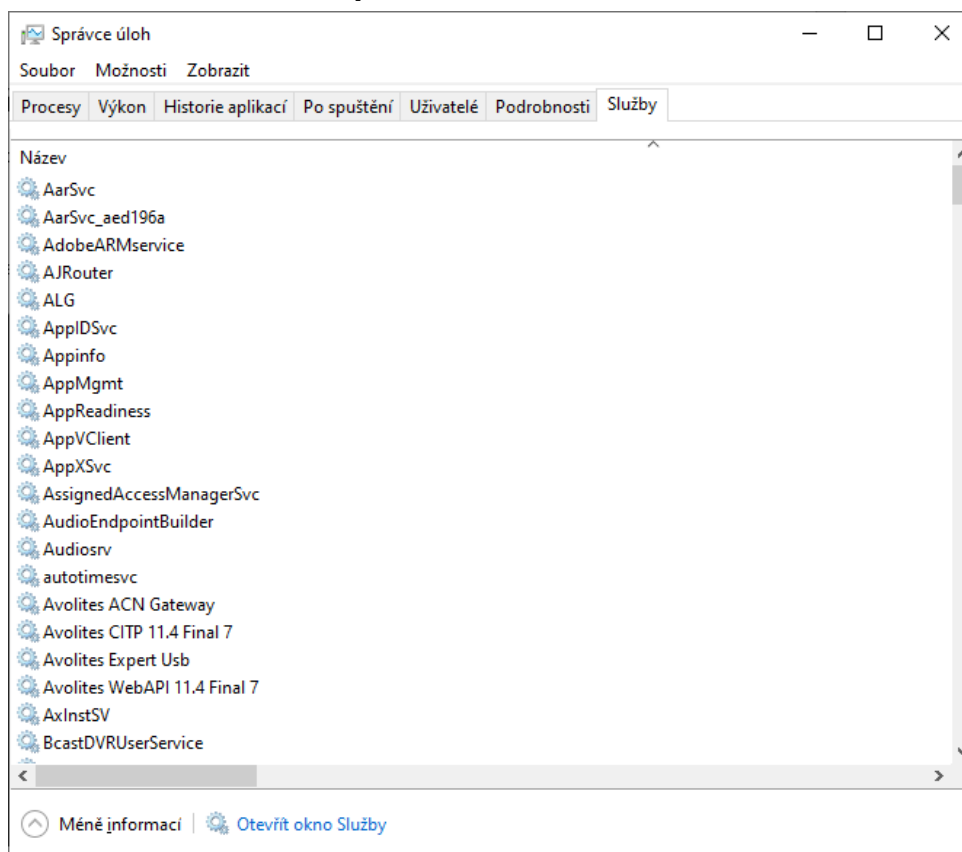 Správce úloh
Soubor Možnosti Zobrazit
Procesy Výkon Historie aplikací Po spuštění Uživatelé Podrobnosti Služby
Název
AarSvc
AarSvc_aed196a
AdobeARMservice
AJRouter
ALG
AppIDSvc
Appinfo
AppMgmt
AppReadiness
AppVClient
AppXSvc
AssignedAccessManagerSvc
AudioEndpointBuilder
Audiosrv
autotimesvc
Avolites ACN Gateway
Avolites CITP 11.4 Final 7
Avolites Expert Usb
Avolites WebAPI 11.4 Final 7
AxInstSV
BcastDVRUserService
Méně informací Otevřít okno Služby